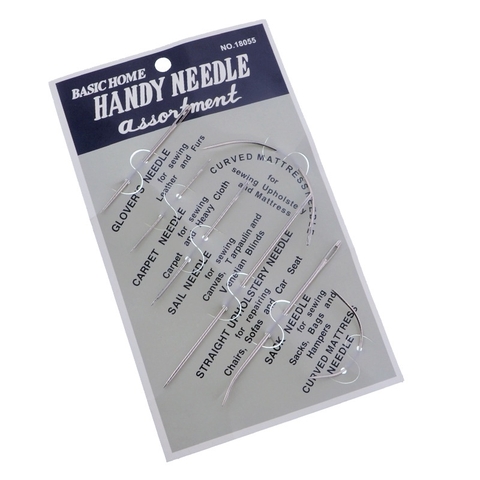 NO.18055
BASIC HOME
HANDY NEEDLE
assortment
GLOVER'S NEEDLE
for sewing
Leather and Furs
CARPET NEEDLE
for sewing
Carpet and Heavy Cloth
SAIL NEEDLE
for sewing
Canvas, Tarpaulin and
Venetian Blinds
STRAIGHT UPHOLSTERY NEEDLE
for repairing
Chairs, Sofas and Car Seat
SACK NEEDLE
for sewing
Sacks, Bags and
Hampers
CURVED MATTRESS
for
sewing Upholste
and Mattress
CURVED MATTRESS
NEEDLE